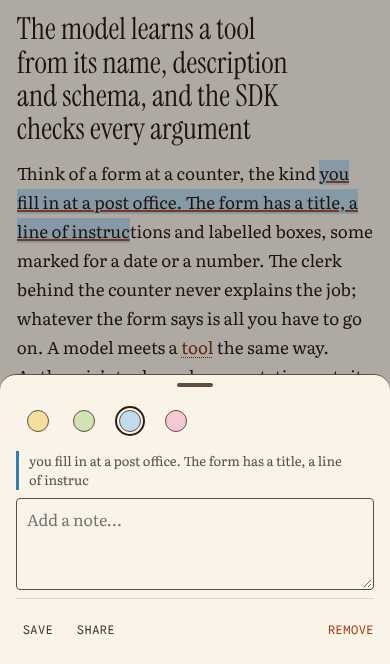 The model learns a tool
from its name, description
and schema, and the SDK
checks every argument
Think of a form at a counter, the kind you
fill in at a post office. The form has a title, a
line of instructions and labelled boxes, some
marked for a date or a number. The clerk
behind the counter never explains the job;
whatever the form says is all you have to go
on. A model meets a tool the same way.
you fill in at a post office. The form has a title, a line
of instruc
Add a note…
SAVE SHARE REMOVE